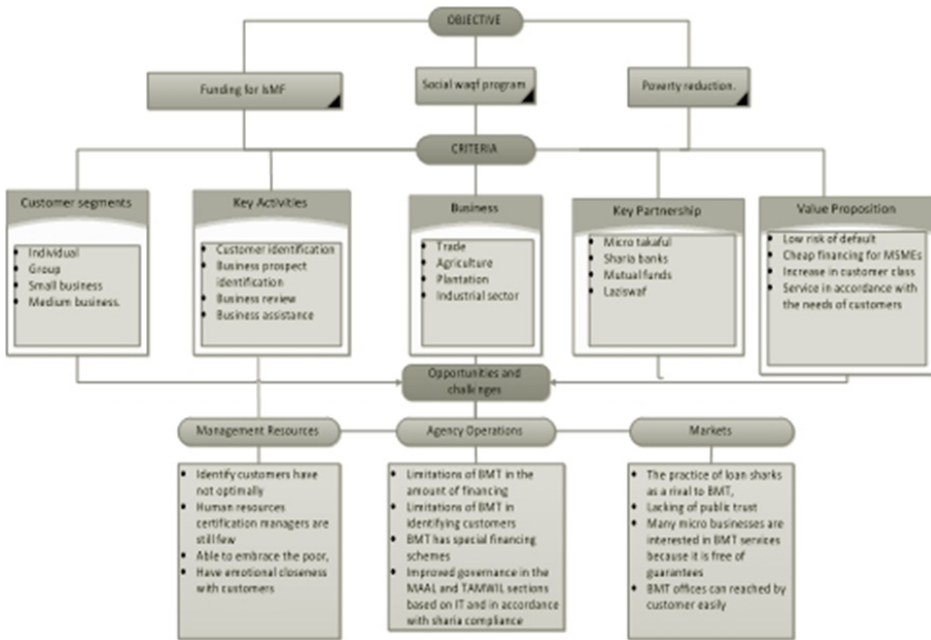 OBJECTIVE
Funding for IsMF
Social waqf program
Poverty reduction.
CRITERIA
Customer segments
• Individual
• Group
• Small business
• Medium business.
Key Activities
• Customer identification
• Business prospect
identification
• Business review
• Business assistance
Business
• Trade
• Agriculture
• Plantation
• Industrial sector
Key Partnership
• Micro takaful
• Sharia banks
• Mutual funds
• Laziswaf
Value Proposition
• Low risk of default
• Cheap financing for MSMEs
• Increase in customer class
• Service in accordance with
the needs of customers
Opportunities and
challenges
Management Resources
• Identify customers have
not optimally
• Human resources
certification managers are
still few
• Able to embrace the poor,
• Have emotional closeness
with customers
Agency Operations
• Limitations of BMT in the
amount of financing
• Limitations of BMT in
identifying customers
• BMT has special financing
schemes
• Improved governance in the
MAAL and TAMWIL sections
based on IT and in accordance
with sharia compliance
Markets
• The practice of loan sharks
as a rival to BMT,
• Lacking of public trust
• Many micro businesses are
interested in BMT services
because it is free of
guarantees
• BMT offices can reached by
customer easily